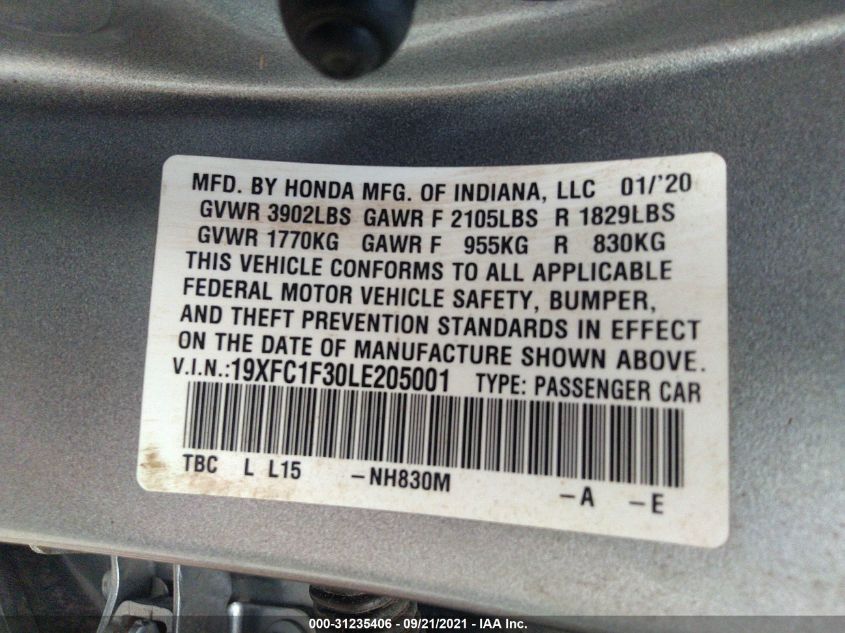 MFD. BY HONDA MFG. OF INDIANA, LLC 01/'20
GVWR 3902LBS GAWR F 2105LBS R 1829LBS
GVWR 1770KG GAWR F 955KG R 830KG
THIS VEHICLE CONFORMS TO ALL APPLICABLE
FEDERAL MOTOR VEHICLE SAFETY, BUMPER,
AND THEFT PREVENTION STANDARDS IN EFFECT
ON THE DATE OF MANUFACTURE SHOWN ABOVE.
V.I.N.:19XFC1F30LE205001 TYPE: PASSENGER CAR
TBC L L15 -NH830M -A -E
000-31235406 - 09/21/2021 - IAA Inc.